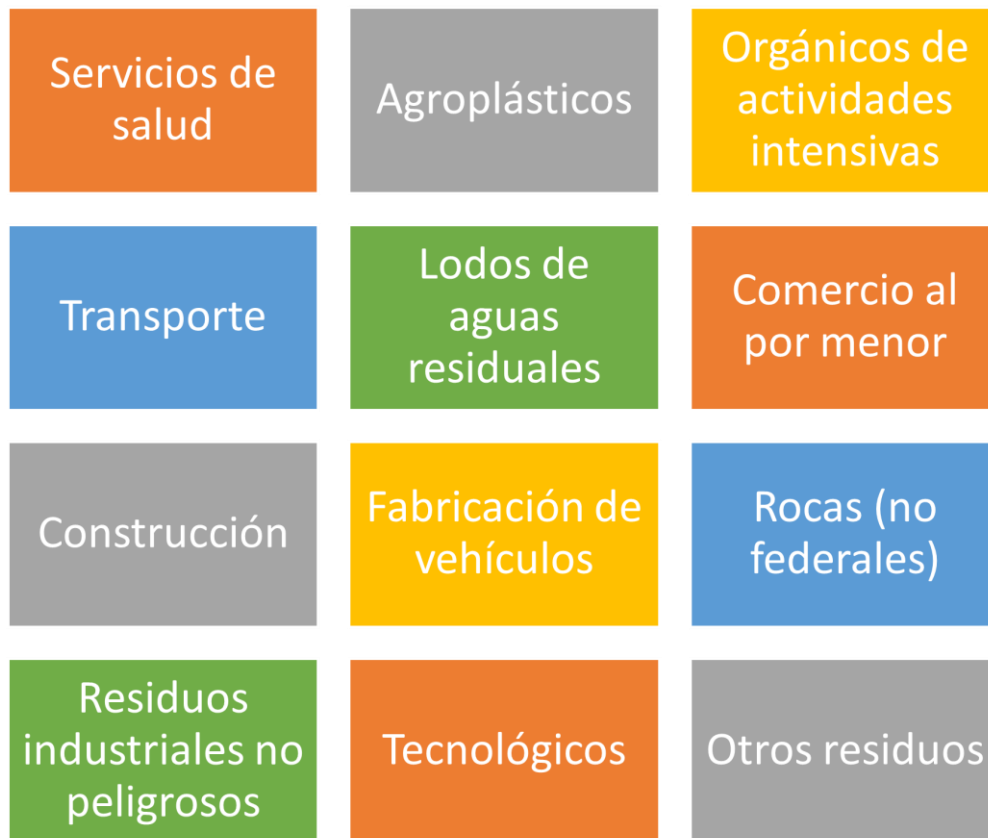 Servicios de
salud
Agroplásticos
Orgánicos de
actividades
intensivas
Transporte
Lodos de
aguas
residuales
Comercio al
por menor
Construcción
Fabricación de
vehículos
Rocas (no
federales)
Residuos
industriales no
peligrosos
Tecnológicos
Otros residuos